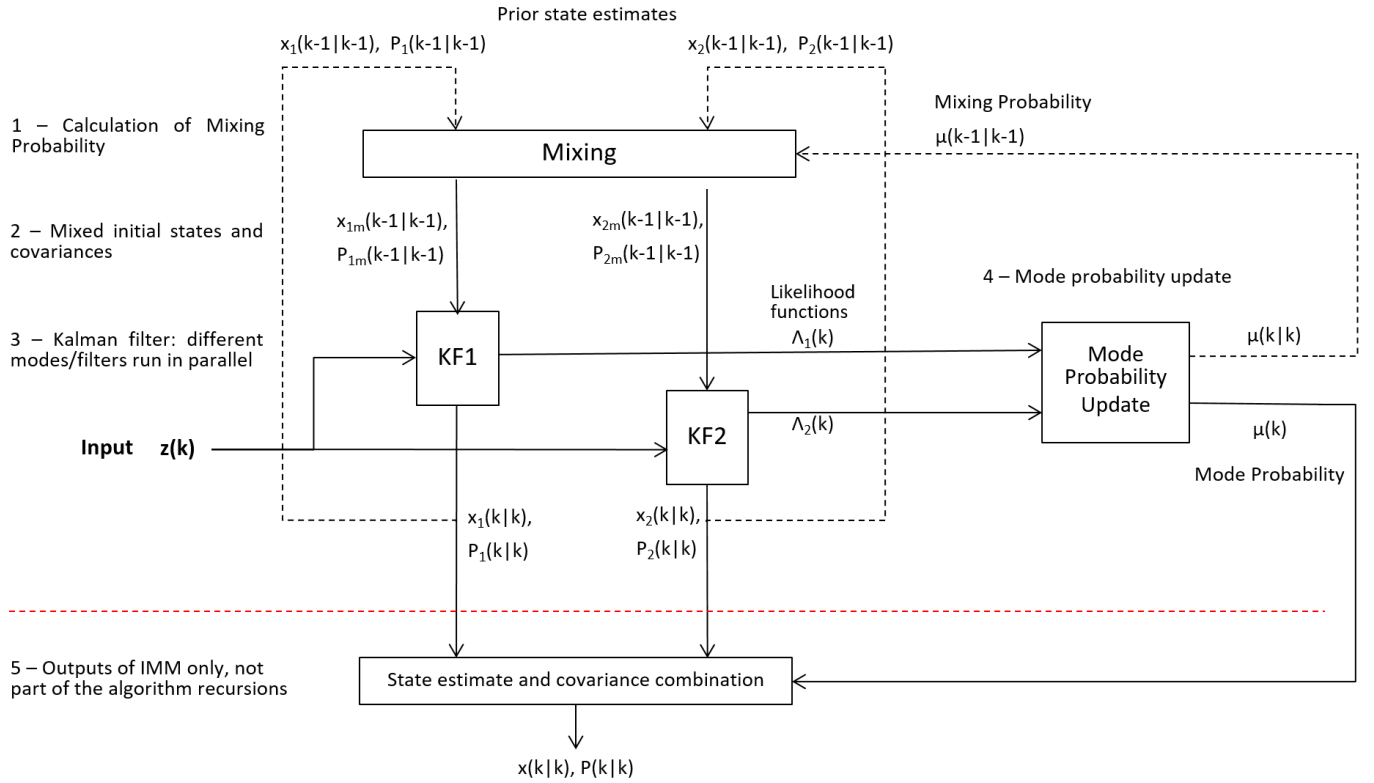 Prior state estimates
x₁(k-1|k-1), P₁(k-1|k-1)
x₂(k-1|k-1), P₂(k-1|k-1)
Mixing Probability
μ(k-1|k-1)
1 – Calculation of Mixing
Probability
Mixing
2 – Mixed initial states and
covariances
x₁ₘ(k-1|k-1),
P₁ₘ(k-1|k-1)
x₂ₘ(k-1|k-1),
P₂ₘ(k-1|k-1)
4 – Mode probability update
Likelihood
functions
Λ₁(k)
3 – Kalman filter: different
modes/filters run in parallel
KF1
Mode
Probability
Update
μ(k|k)
KF2
Λ₂(k)
μ(k)
Mode Probability
Input z(k)
x₁(k|k),
P₁(k|k)
x₂(k|k),
P₂(k|k)
5 – Outputs of IMM only, not
part of the algorithm recursions
State estimate and covariance combination
x(k|k), P(k|k)